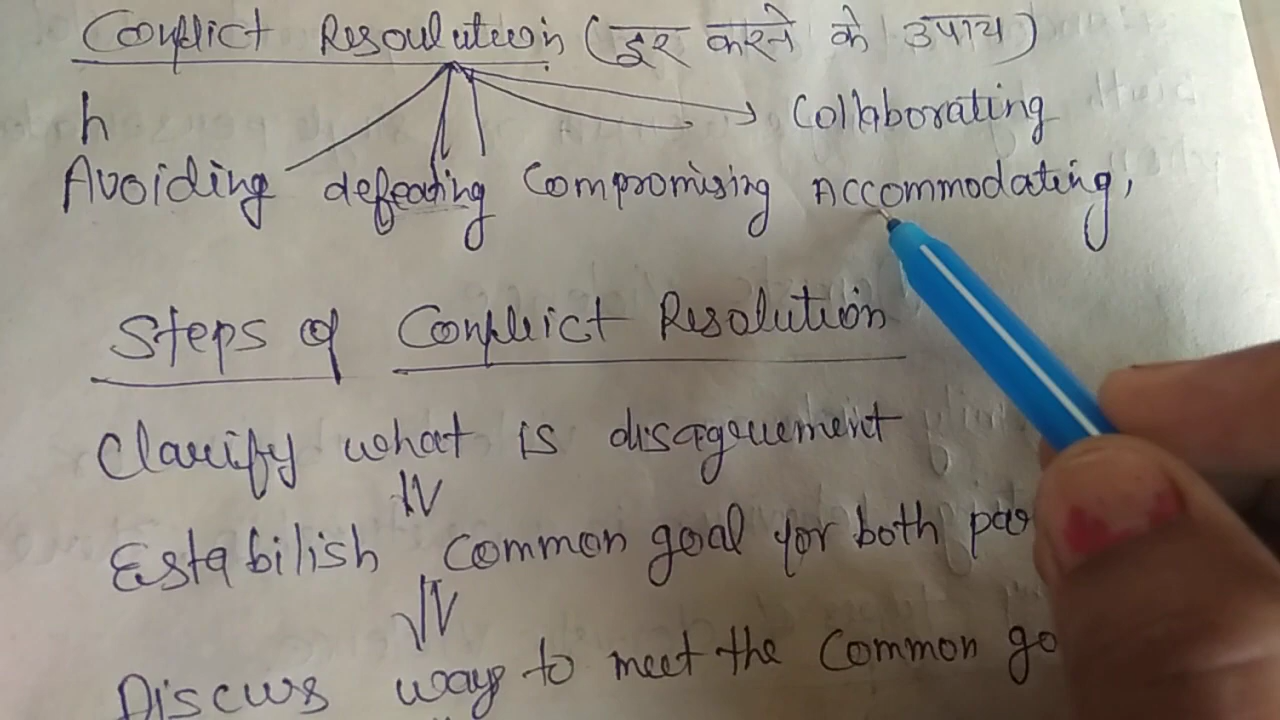 Conflict Resoulution (दूर करने के उपाय)
h
Collaborating
Avoiding defeating Compromising Accommodating,
Steps of Conflict Resolution
Clarify what is disagreement
Estabilish common goal for both par
Discuss ways to meet the Common go